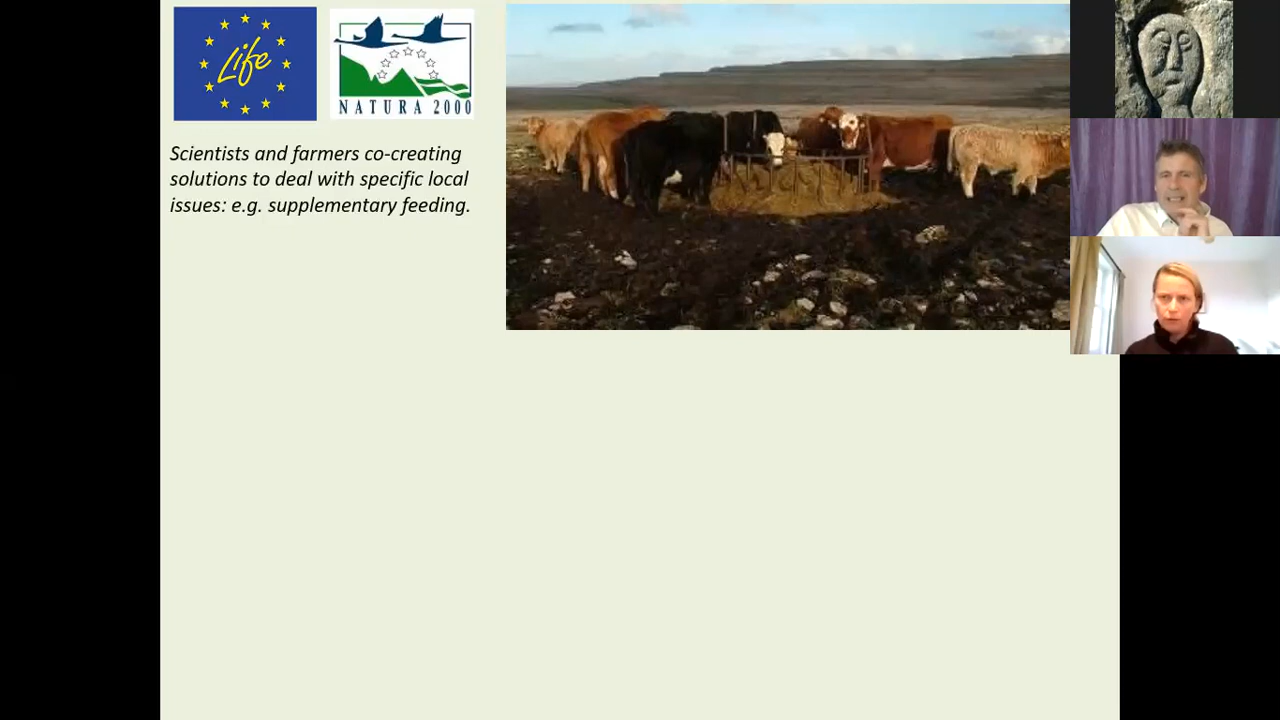 Life
NATURA 2000
Scientists and farmers co-creating
solutions to deal with specific local
issues: e.g. supplementary feeding.